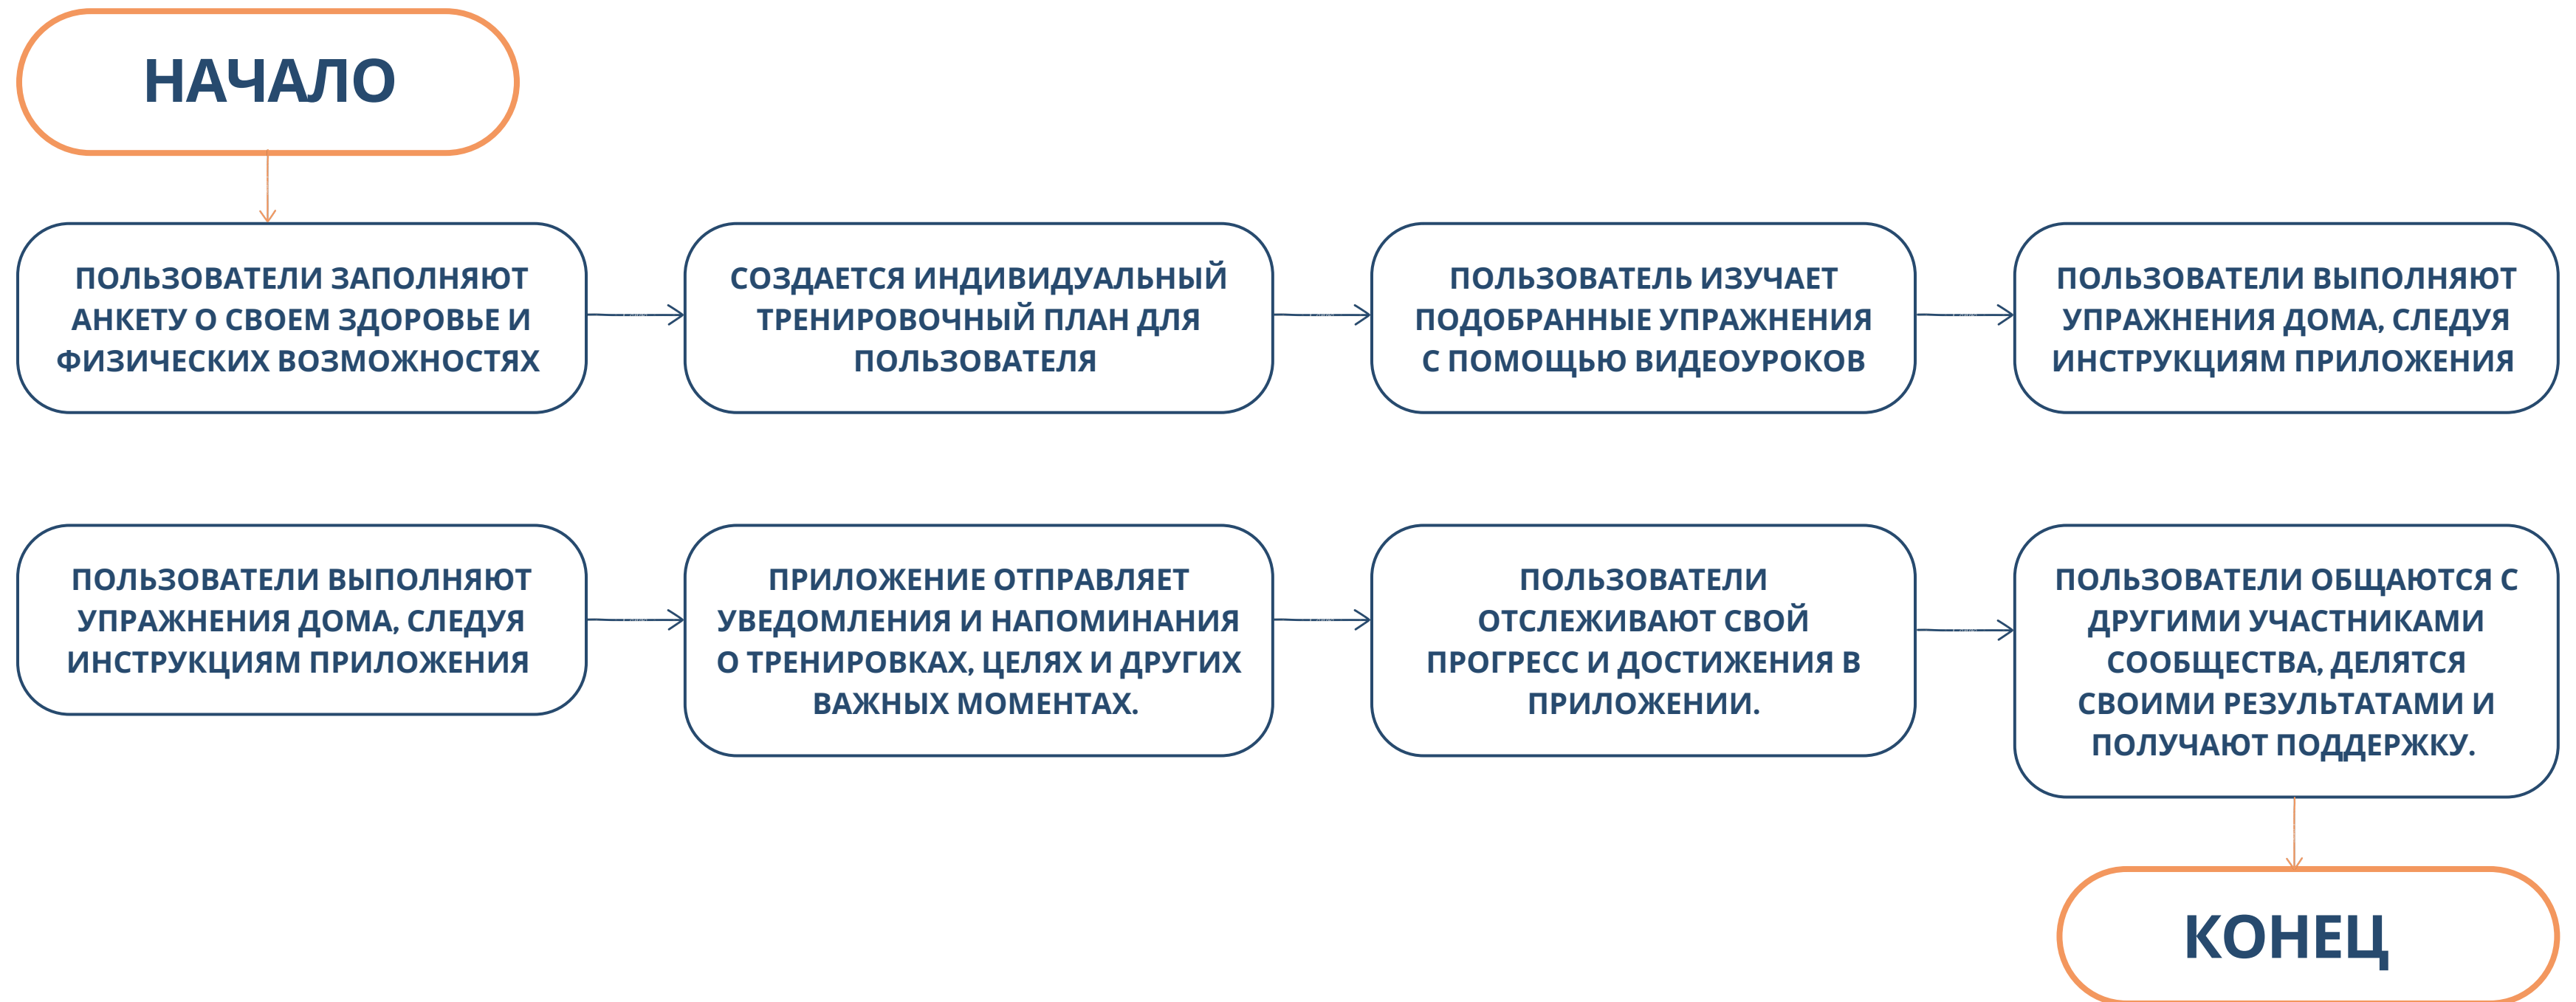 НАЧАЛО
ПОЛЬЗОВАТЕЛИ ЗАПОЛНЯЮТ
АНКЕТУ О СВОЕМ ЗДОРОВЬЕ И
ФИЗИЧЕСКИХ ВОЗМОЖНОСТЯХ
СОЗДАЕТСЯ ИНДИВИДУАЛЬНЫЙ
ТРЕНИРОВОЧНЫЙ ПЛАН ДЛЯ
ПОЛЬЗОВАТЕЛЯ
ПОЛЬЗОВАТЕЛЬ ИЗУЧАЕТ
ПОДОБРАННЫЕ УПРАЖНЕНИЯ
С ПОМОЩЬЮ ВИДЕОУРОКОВ
ПОЛЬЗОВАТЕЛИ ВЫПОЛНЯЮТ
УПРАЖНЕНИЯ ДОМА, СЛЕДУЯ
ИНСТРУКЦИЯМ ПРИЛОЖЕНИЯ
ПОЛЬЗОВАТЕЛИ ВЫПОЛНЯЮТ
УПРАЖНЕНИЯ ДОМА, СЛЕДУЯ
ИНСТРУКЦИЯМ ПРИЛОЖЕНИЯ
ПРИЛОЖЕНИЕ ОТПРАВЛЯЕТ
УВЕДОМЛЕНИЯ И НАПОМИНАНИЯ
О ТРЕНИРОВКАХ, ЦЕЛЯХ И ДРУГИХ
ВАЖНЫХ МОМЕНТАХ.
ПОЛЬЗОВАТЕЛИ
ОТСЛЕЖИВАЮТ СВОЙ
ПРОГРЕСС И ДОСТИЖЕНИЯ В
ПРИЛОЖЕНИИ.
ПОЛЬЗОВАТЕЛИ ОБЩАЮТСЯ С
ДРУГИМИ УЧАСТНИКАМИ
СООБЩЕСТВА, ДЕЛЯТСЯ
СВОИМИ РЕЗУЛЬТАТАМИ И
ПОЛУЧАЮТ ПОДДЕРЖКУ.
КОНЕЦ